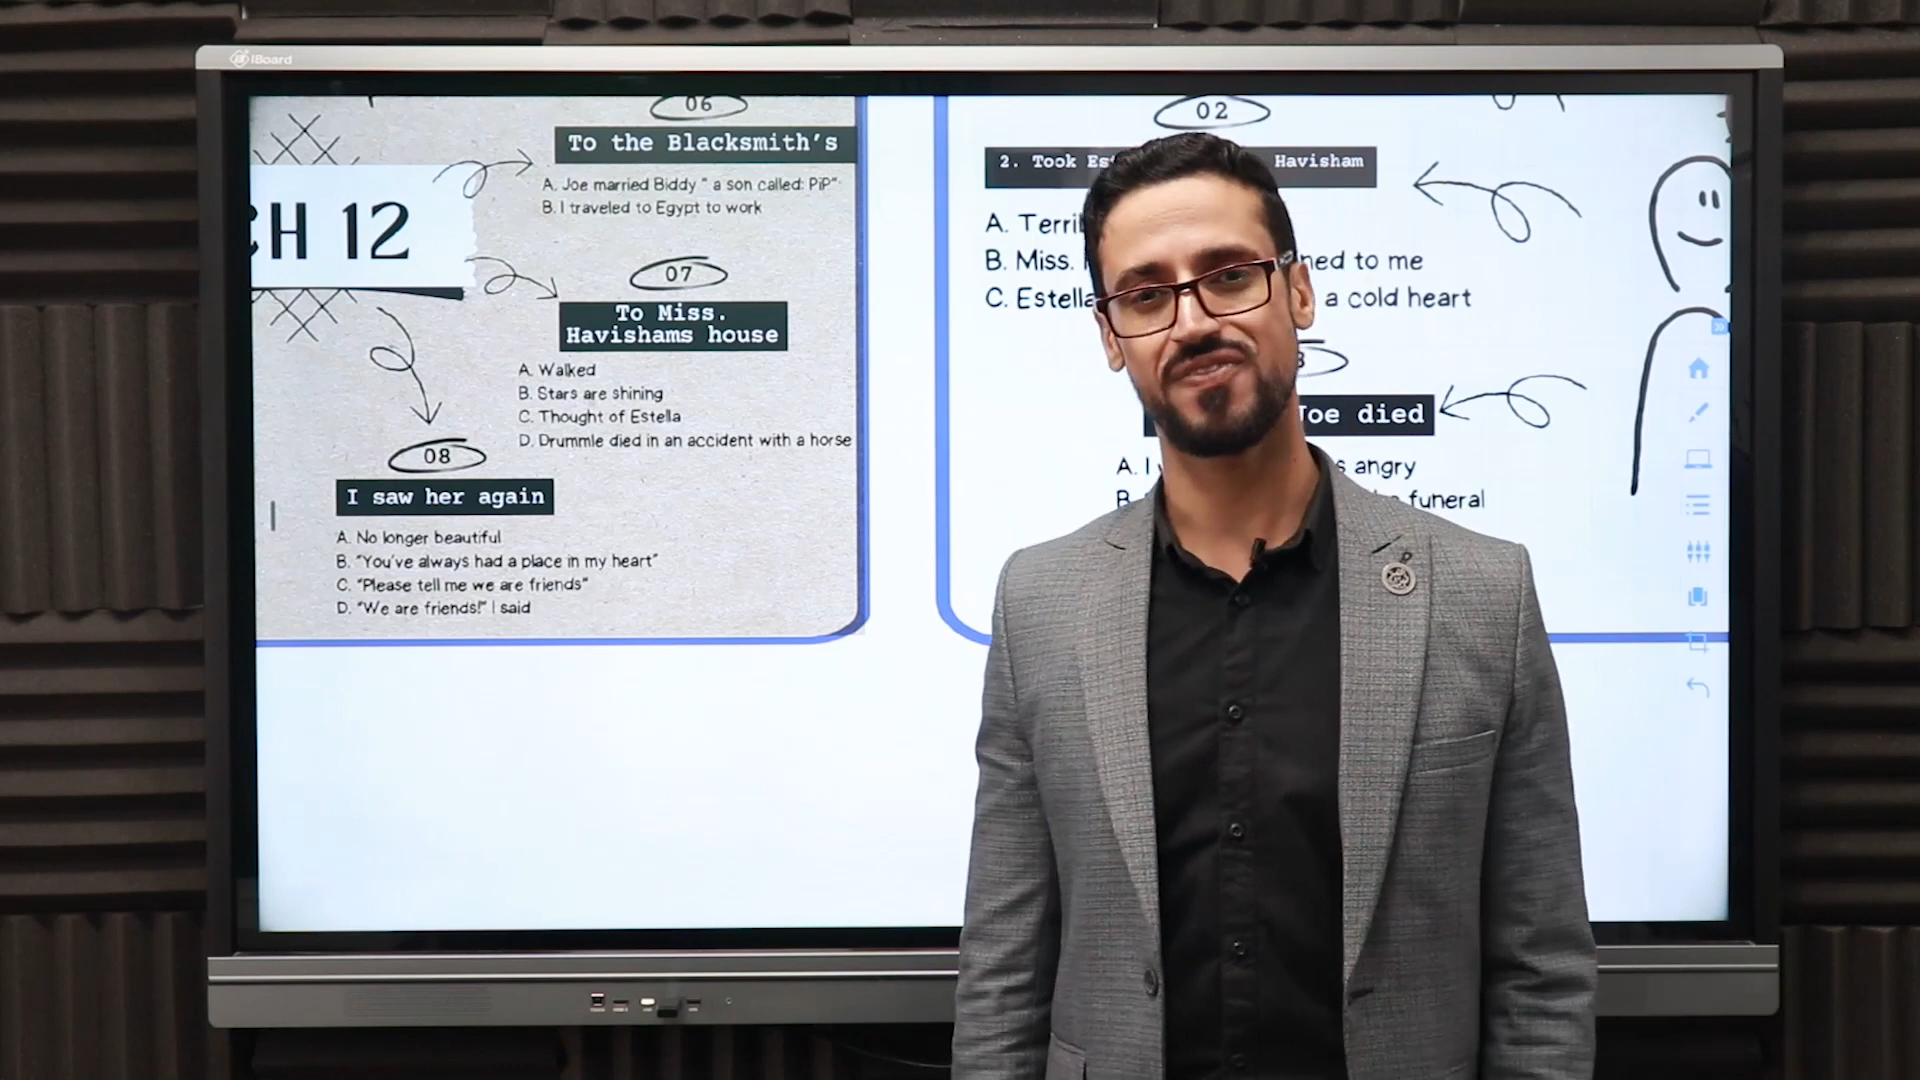 IBoard
06
To the Blacksmith's
A. Joe married Biddy " a son called: PiP"
B. I traveled to Egypt to work
CH 12
07
To Miss.
Havishams house
A. Walked
B. Stars are shining
C. Thought of Estella
D. Drummle died in an accident with a horse
08
I saw her again
A. No longer beautiful
B. "You've always had a place in my heart"
C. "Please tell me we are friends"
D. "We are friends!" I said
02
2. Took Havisham
A.
B. Miss. to me
C. Estella a cold heart
Joe died
A. I angry
B. funeral